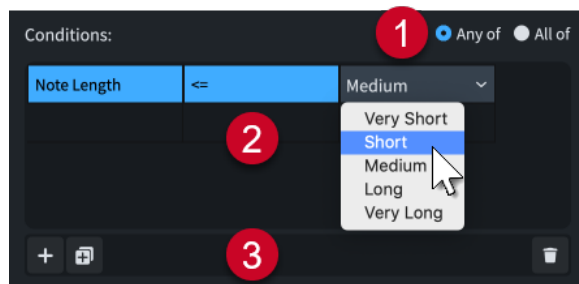 Conditions: 1 Any of All of
Note Length <= Medium
Very Short
2 Short
Medium
Long
Very Long
3